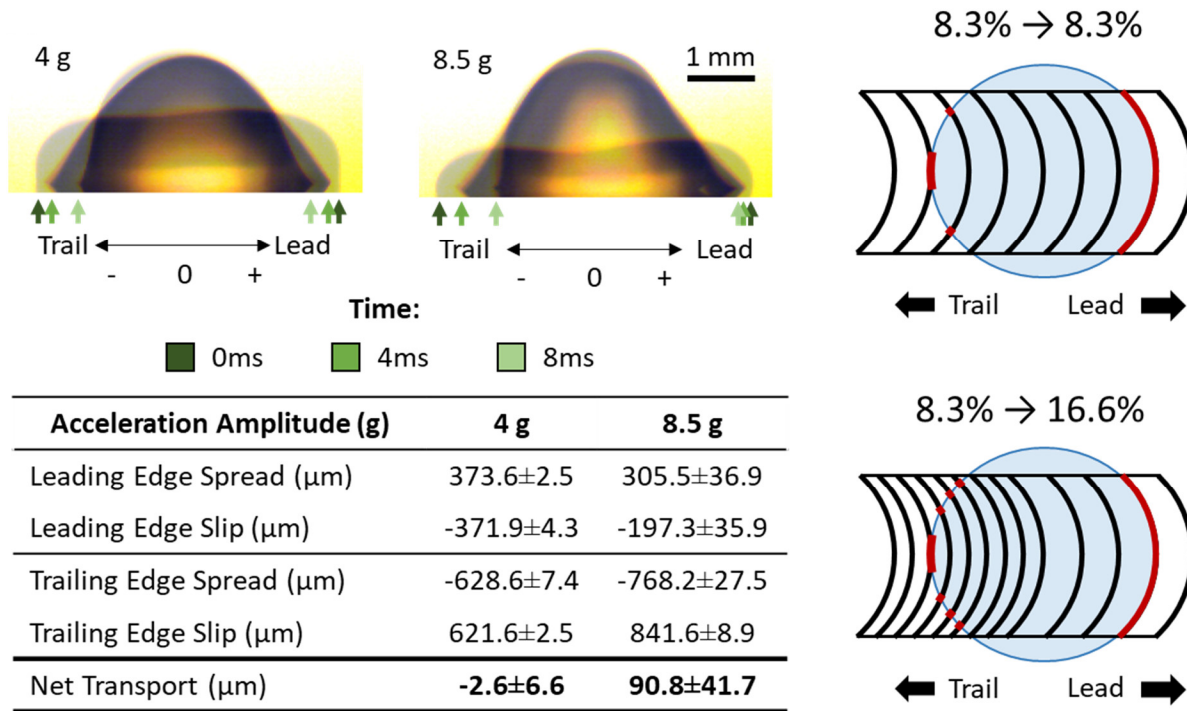 4 g
8.5 g
1 mm
Trail Lead
- 0 +
Trail Lead
- 0 +
Time:
0ms 4ms 8ms
Acceleration Amplitude (g) 4 g 8.5 g
Leading Edge Spread (µm) 373.6±2.5 305.5±36.9
Leading Edge Slip (µm) -371.9±4.3 -197.3±35.9
Trailing Edge Spread (µm) -628.6±7.4 -768.2±27.5
Trailing Edge Slip (µm) 621.6±2.5 841.6±8.9
Net Transport (µm) -2.6±6.6 90.8±41.7
8.3% → 8.3%
Trail Lead
8.3% → 16.6%
Trail Lead